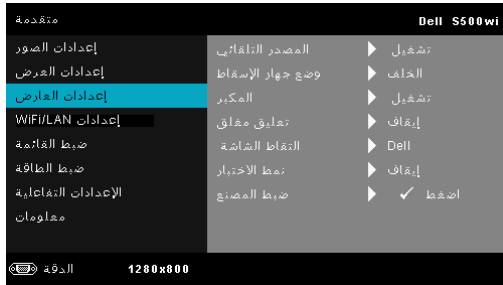 متقدمة
Dell S500wi
إعدادات الصور
إعدادات العرض
إعدادات العارض
إعدادات WiFi/LAN
ضبط القائمة
ضبط الطاقة
الإعدادات التفاعلية
معلومات
المصدر التلقائي تشغيل
وضع جهاز الإسقاط الخلف
المكبر تشغيل
تعليق مغلق إيقاف
التقاط الشاشة Dell
نمط الاختبار إيقاف
ضبط المصنع اضغط ✓
الدقة 1280x800